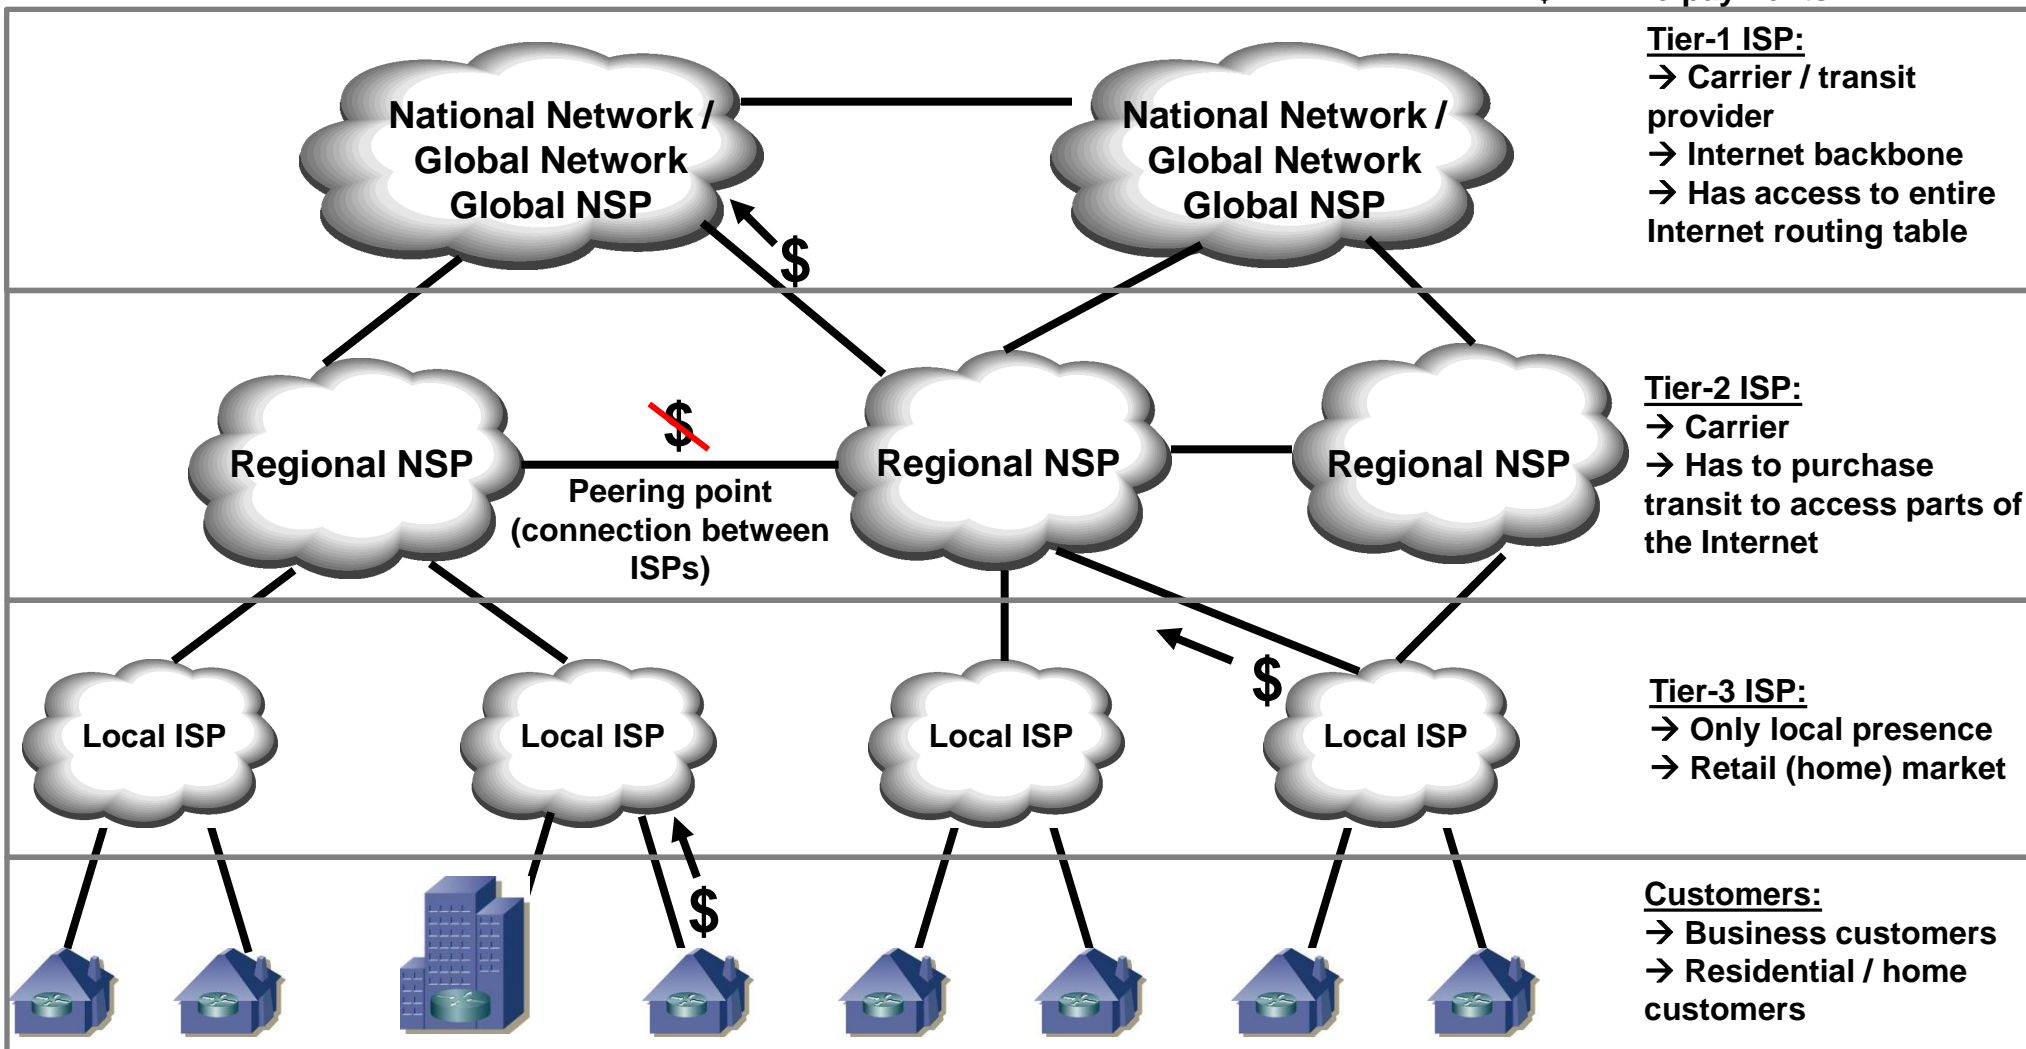 Tier-1 ISP:
→ Carrier / transit
provider
→ Internet backbone
→ Has access to entire
Internet routing table
National Network /
Global Network
Global NSP
National Network /
Global Network
Global NSP
$
Tier-2 ISP:
→ Carrier
→ Has to purchase
transit to access parts of
the Internet
$
Regional NSP
Regional NSP
Regional NSP
Peering point
(connection between
ISPs)
$
Tier-3 ISP:
→ Only local presence
→ Retail (home) market
Local ISP
Local ISP
Local ISP
Local ISP
$
Customers:
→ Business customers
→ Residential / home
customers